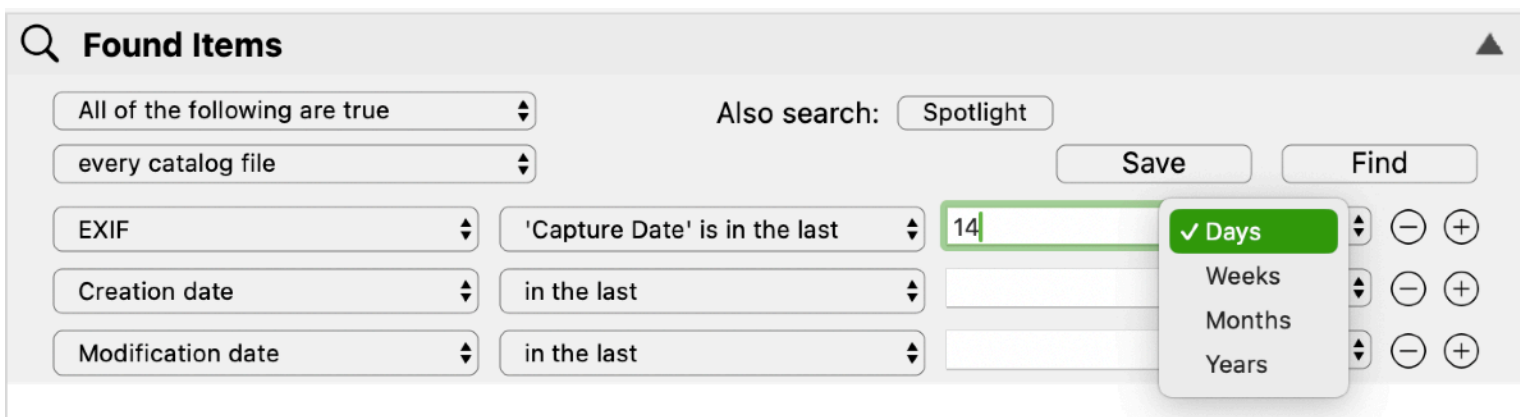 Found Items
All of the following are true
Also search: Spotlight
every catalog file
Save Find
EXIF 'Capture Date' is in the last 14 Days
Creation date in the last
Weeks
Modification date in the last
Months
Years